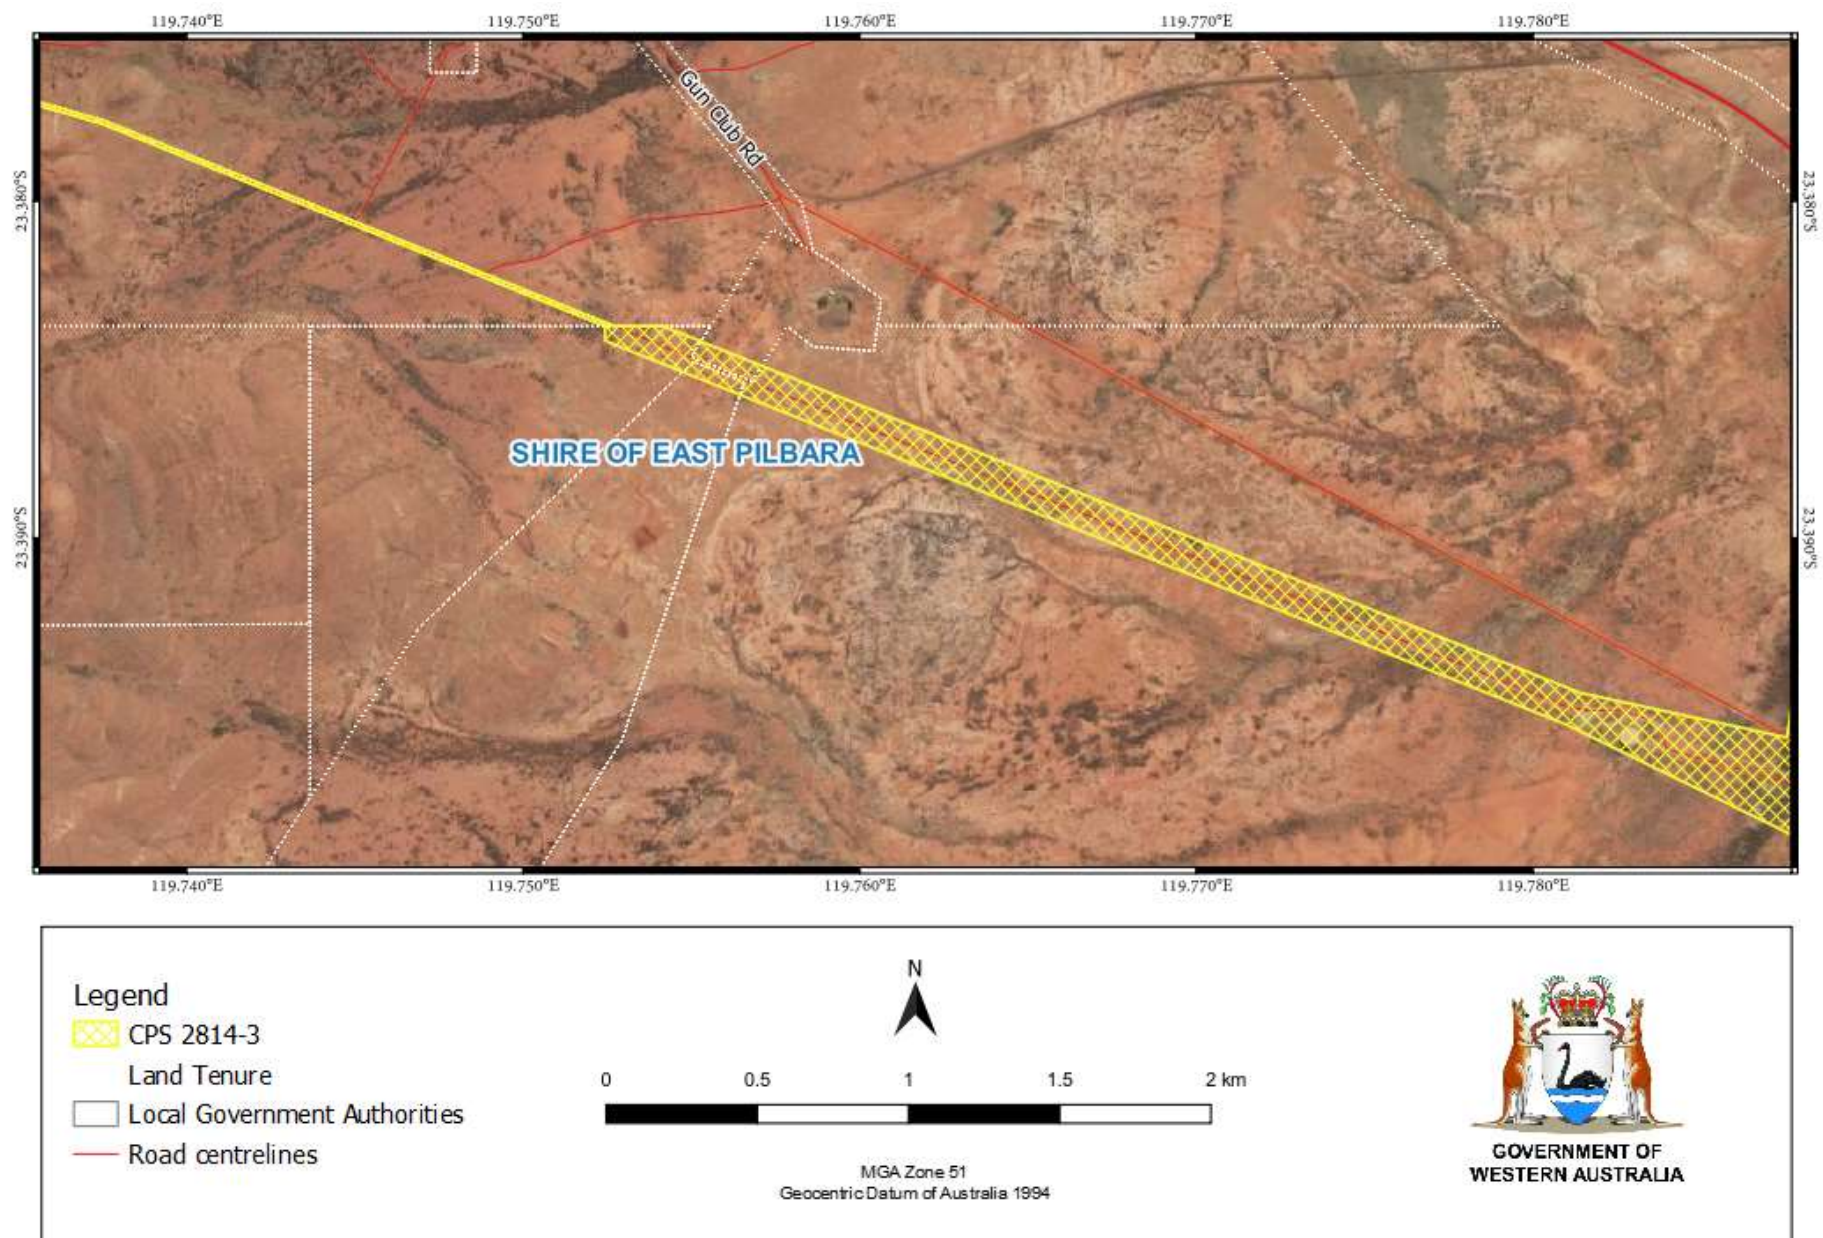 119.740°E 119.750°E 119.760°E 119.770°E 119.780°E
Gun Club Rd
23.380°S
23.380°S
SHIRE OF EAST PILBARA
23.390°S
23.390°S
119.740°E 119.750°E 119.760°E 119.770°E 119.780°E
Legend
CPS 2814-3
Land Tenure
Local Government Authorities
Road centrelines
N
0 0.5 1 1.5 2 km
MGA Zone 51
Geocentric Datum of Australia 1994
GOVERNMENT OF
WESTERN AUSTRALIA